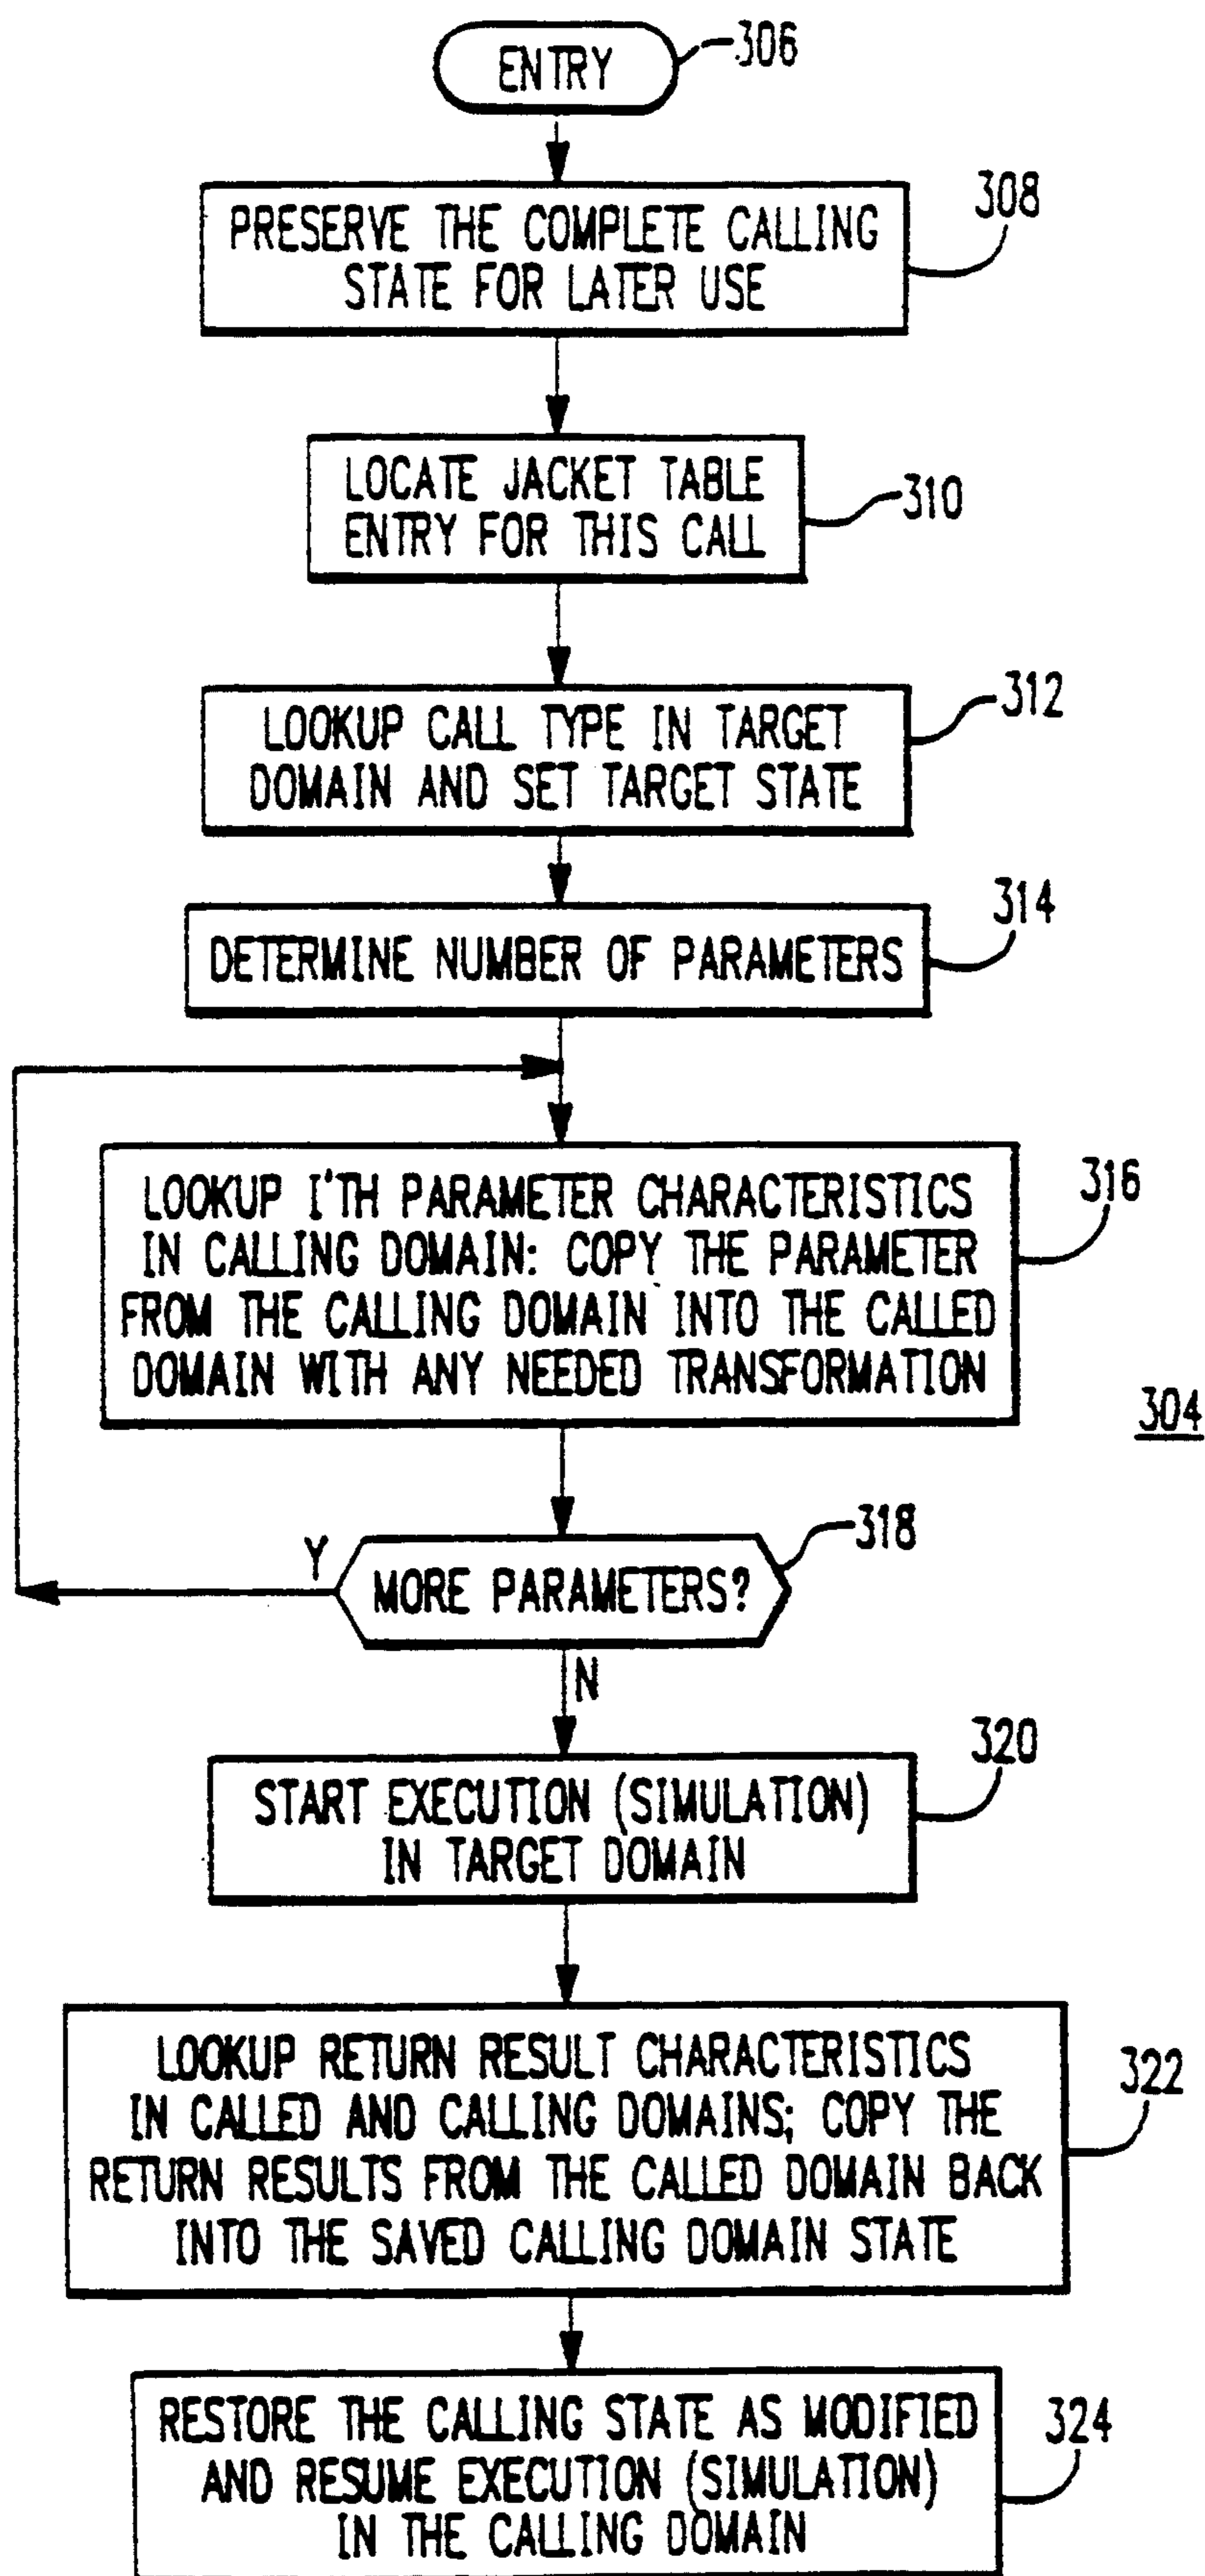 ENTRY
306
PRESERVE THE COMPLETE CALLING
STATE FOR LATER USE
308
LOCATE JACKET TABLE
ENTRY FOR THIS CALL
310
LOOKUP CALL TYPE IN TARGET
DOMAIN AND SET TARGET STATE
312
DETERMINE NUMBER OF PARAMETERS
314
LOOKUP I'TH PARAMETER CHARACTERISTICS
IN CALLING DOMAIN: COPY THE PARAMETER
FROM THE CALLING DOMAIN INTO THE CALLED
DOMAIN WITH ANY NEEDED TRANSFORMATION
316
304
MORE PARAMETERS?
318
Y
N
START EXECUTION (SIMULATION)
IN TARGET DOMAIN
320
LOOKUP RETURN RESULT CHARACTERISTICS
IN CALLED AND CALLING DOMAINS; COPY THE
RETURN RESULTS FROM THE CALLED DOMAIN BACK
INTO THE SAVED CALLING DOMAIN STATE
322
RESTORE THE CALLING STATE AS MODIFIED
AND RESUME EXECUTION (SIMULATION)
IN THE CALLING DOMAIN
324